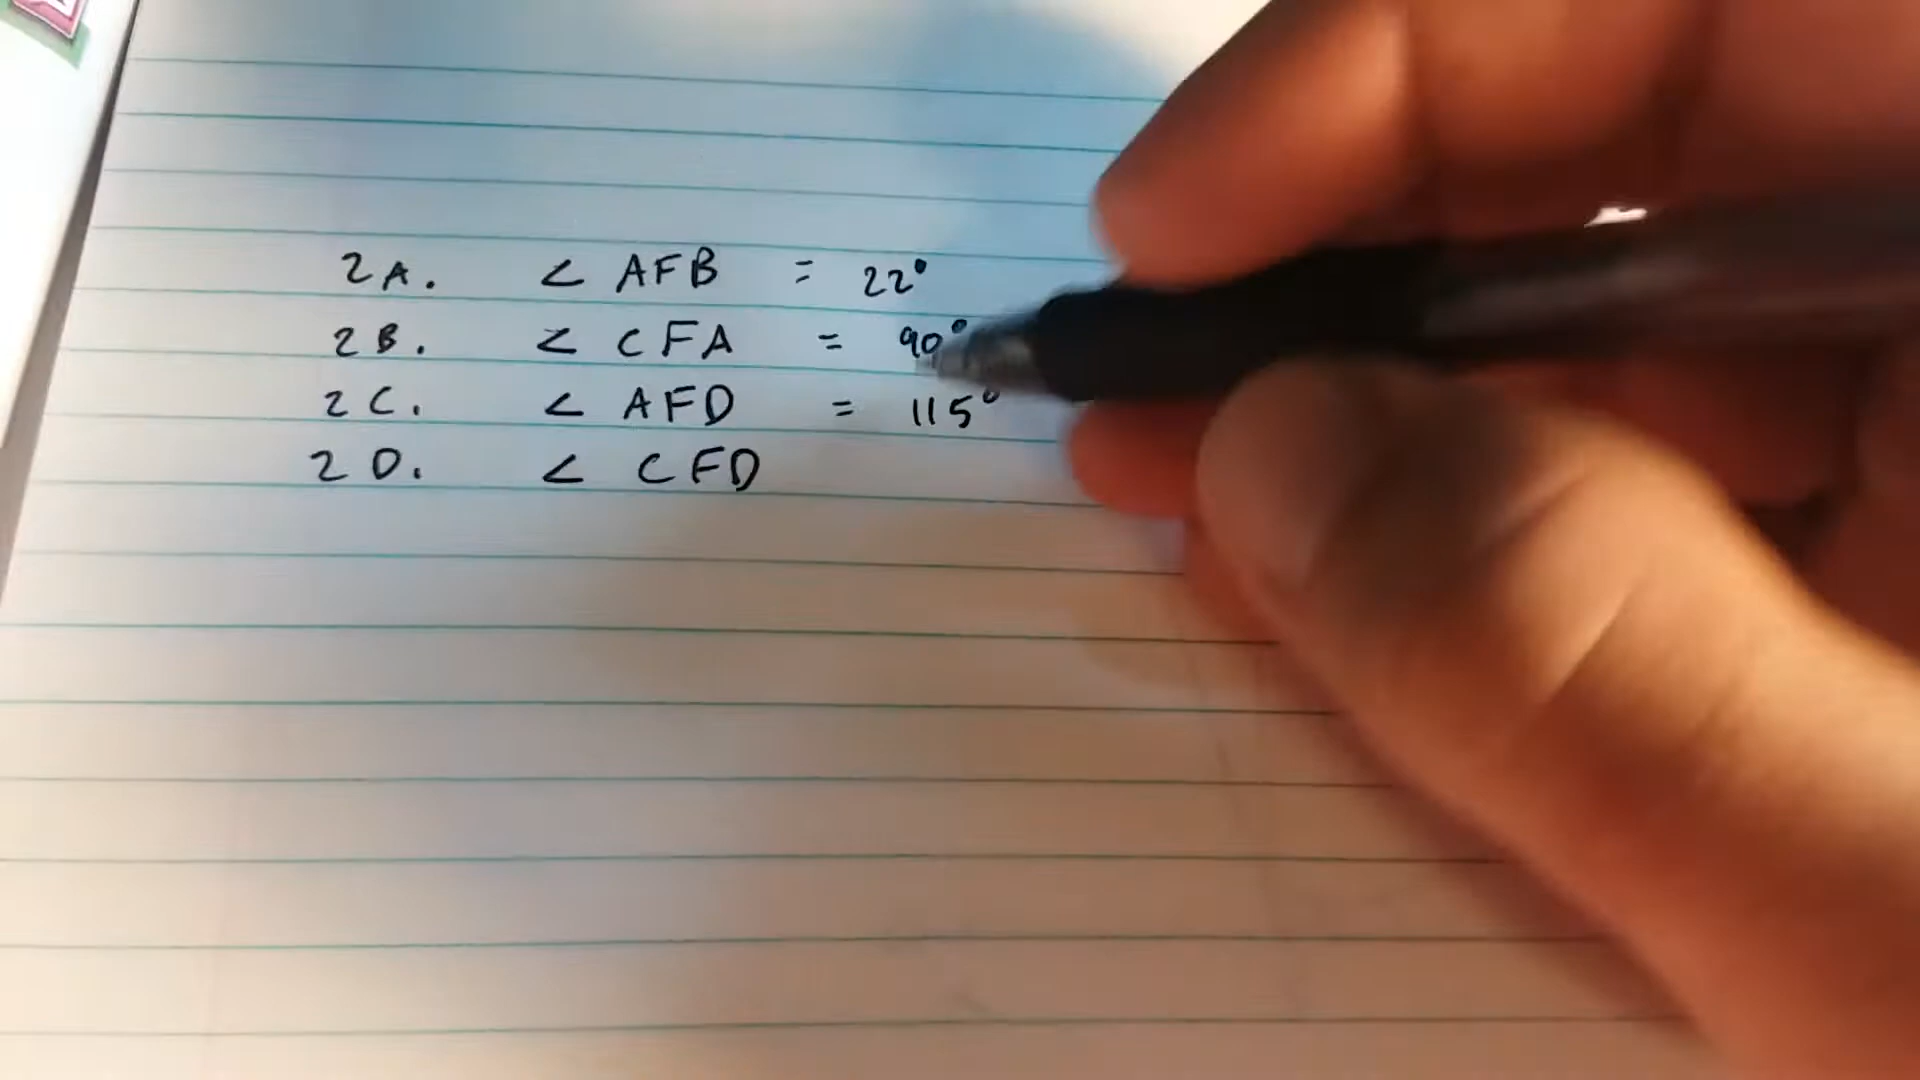 2A. < AFB = 22°
2B. < CFA = 90°
2C. < AFD = 115°
2D. < CFD